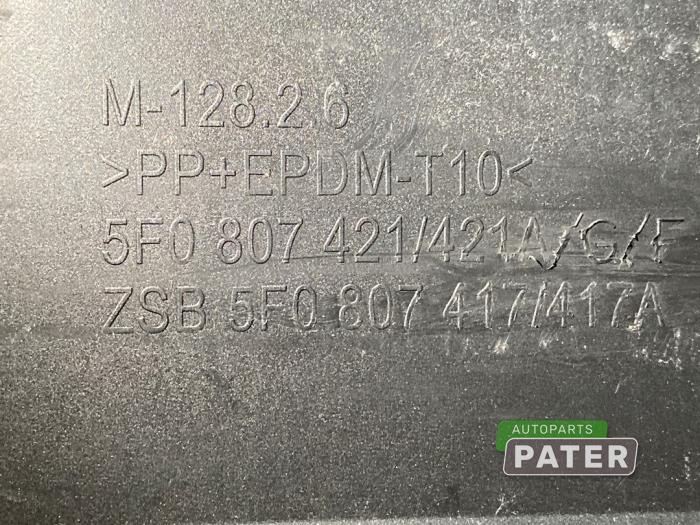 M-128.2.6
>PP+EPDM-T10<
5F0 807 421/421A/G/F
ZSB 5F0 807 417/417A
AUTOPARTS
PATER